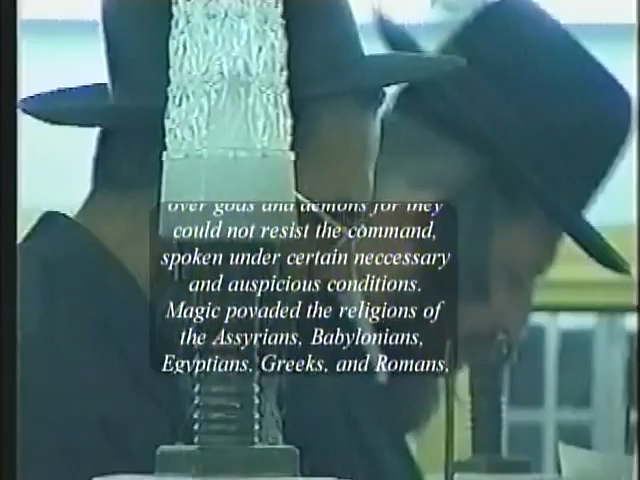 over gods and demons for they
could not resist the command,
spoken under certain neccessary
and auspicious conditions.
Magic povaded the religions of
the Assyrians, Babylonians,
Egyptians, Greeks, and Romans,